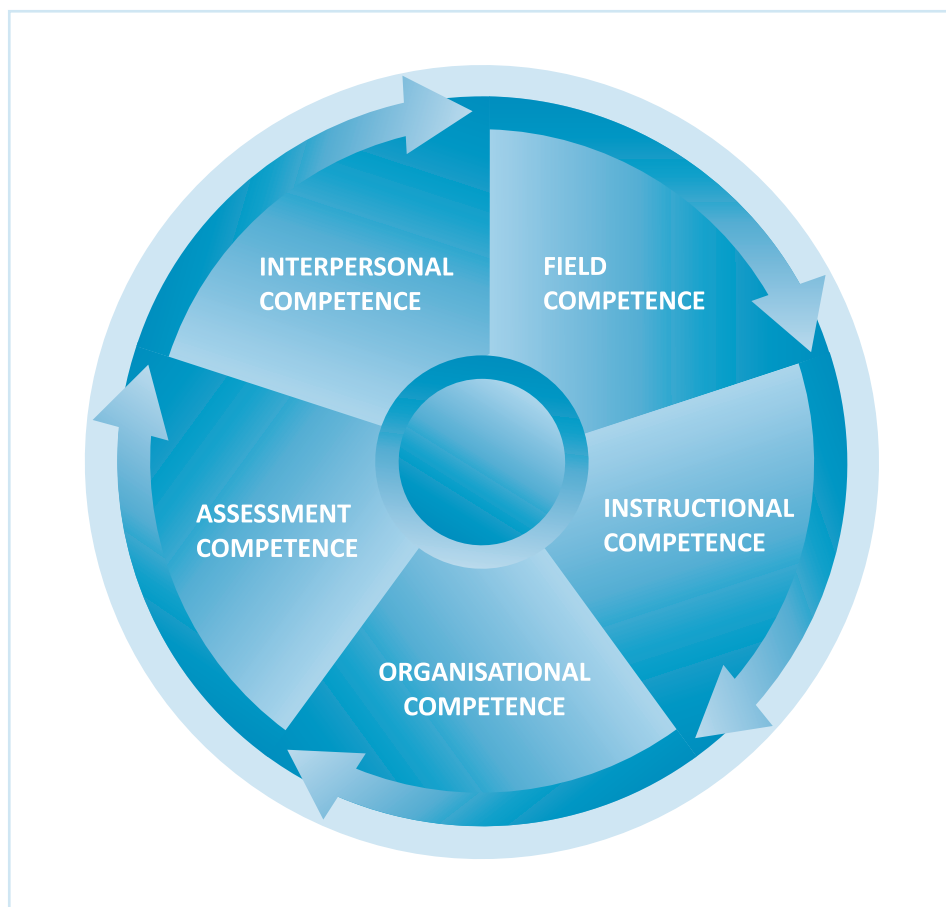 INTERPERSONAL
COMPETENCE
FIELD
COMPETENCE
INSTRUCTIONAL
COMPETENCE
ORGANISATIONAL
COMPETENCE
ASSESSMENT
COMPETENCE